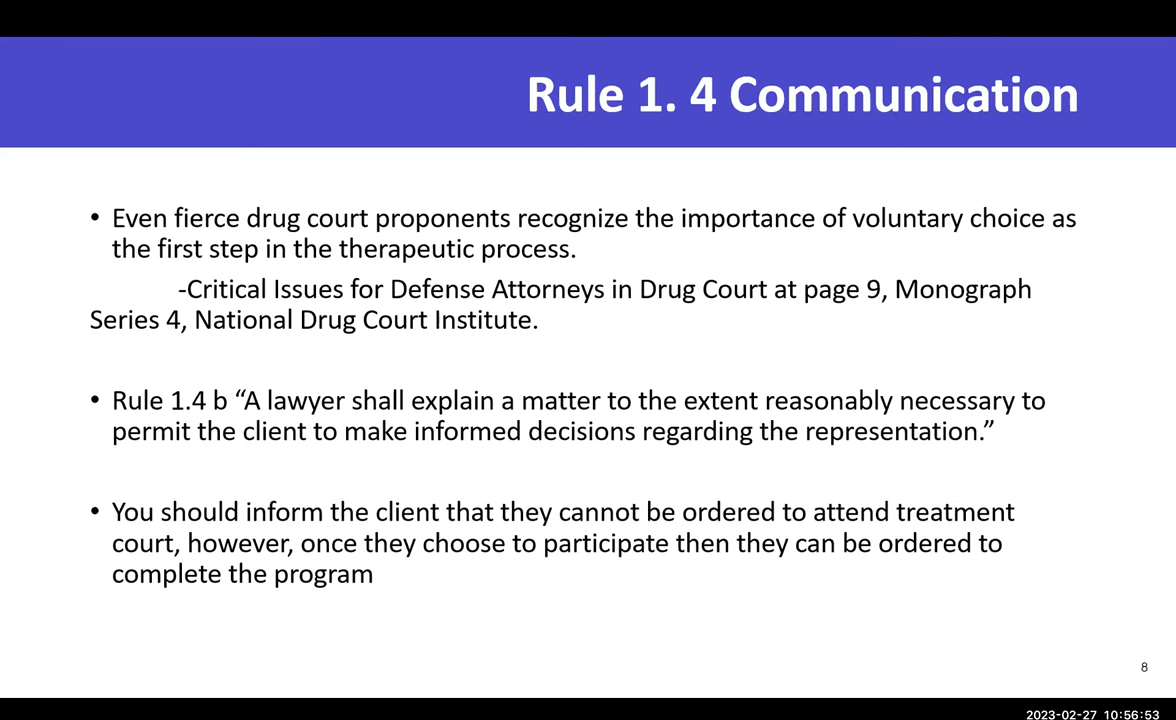 Rule 1. 4 Communication
• Even fierce drug court proponents recognize the importance of voluntary choice as
the first step in the therapeutic process.
-Critical Issues for Defense Attorneys in Drug Court at page 9, Monograph
Series 4, National Drug Court Institute.
• Rule 1.4 b “A lawyer shall explain a matter to the extent reasonably necessary to
permit the client to make informed decisions regarding the representation.”
• You should inform the client that they cannot be ordered to attend treatment
court, however, once they choose to participate then they can be ordered to
complete the program
8
2023-02-27 10:56:53